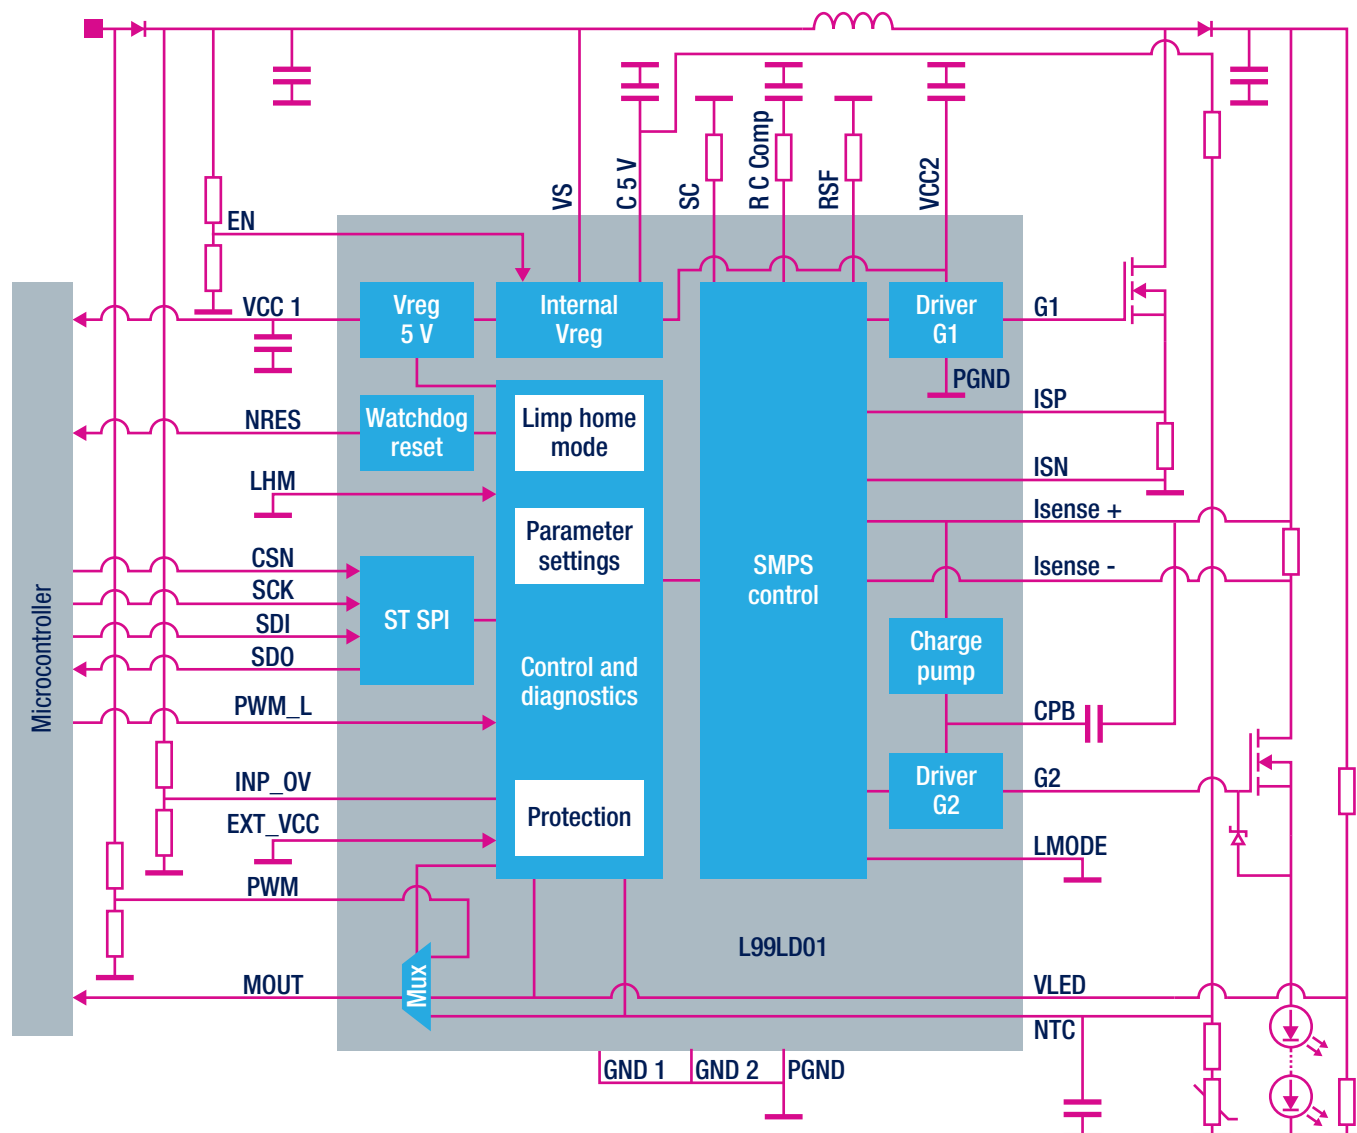 VS
C 5 V
SC
R C Comp
RSF
VCC2
EN
VCC 1
Vreg
5 V
Internal
Vreg
Driver
G1
G1
PGND
ISP
NRES
Watchdog
reset
Limp home
mode
LHM
ISN
Isense +
Parameter
settings
CSN
SCK
SDI
SDO
ST SPI
SMPS
control
Isense -
Microcontroller
Control and
diagnostics
Charge
pump
PWM_L
CPB
INP_OV
Driver
G2
G2
Protection
EXT_VCC
LMODE
PWM
L99LD01
Mux
MOUT
VLED
NTC
GND 1
GND 2
PGND